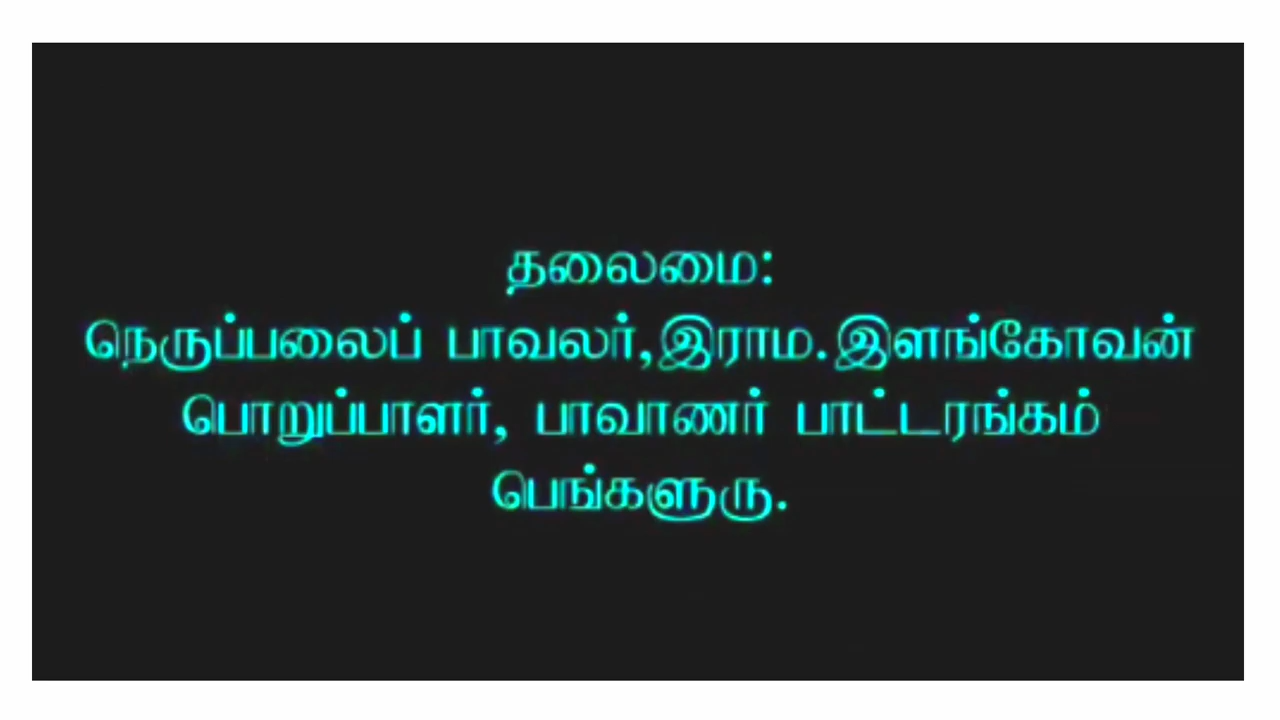 தலைமை:
நெருப்பலைப் பாவலர்,இராம.இளங்கோவன்
பொறுப்பாளர், பாவாணர் பாட்டரங்கம்
பெங்களுரு.